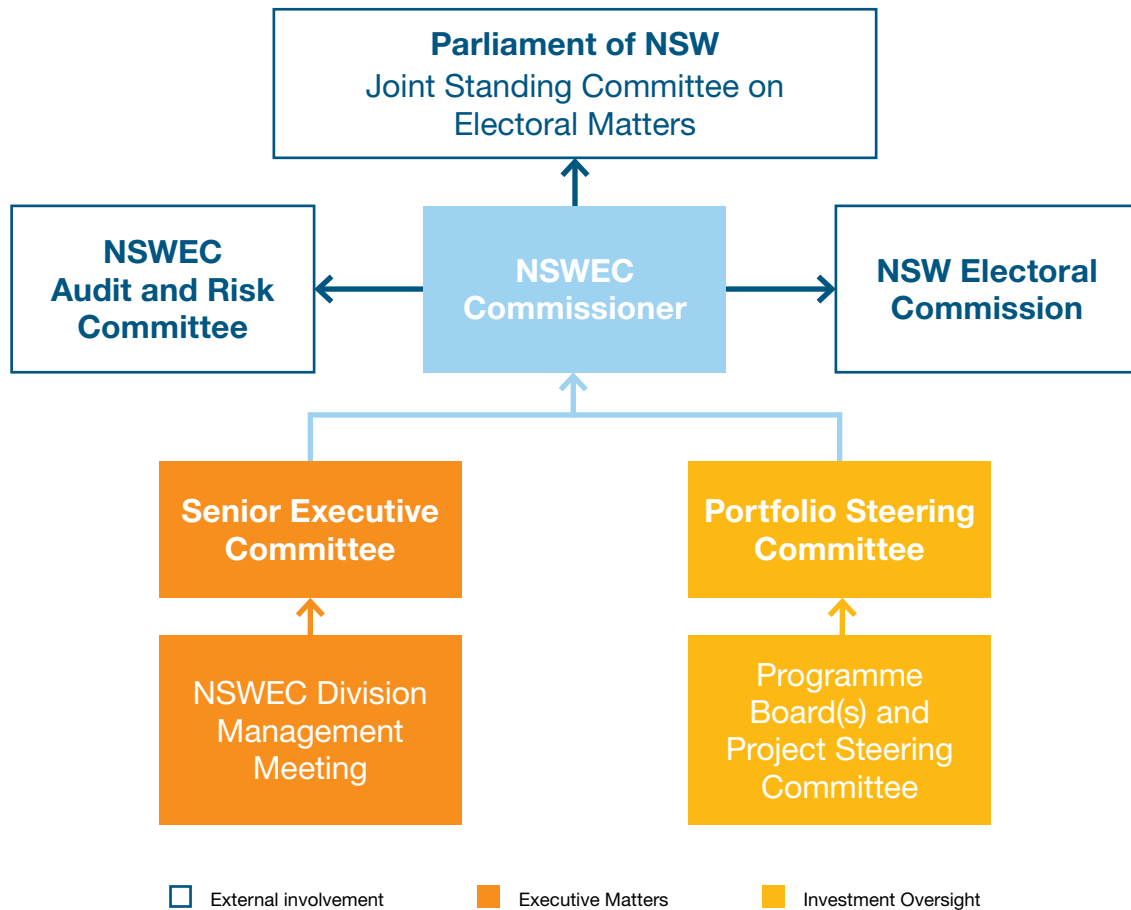 Parliament of NSW
Joint Standing Committee on
Electoral Matters
NSWEC
Audit and Risk
Committee
NSWEC
Commissioner
NSW Electoral
Commission
Senior Executive
Committee
Portfolio Steering
Committee
NSWEC Division
Management
Meeting
Programme
Board(s) and
Project Steering
Committee
External involvement
Executive Matters
Investment Oversight